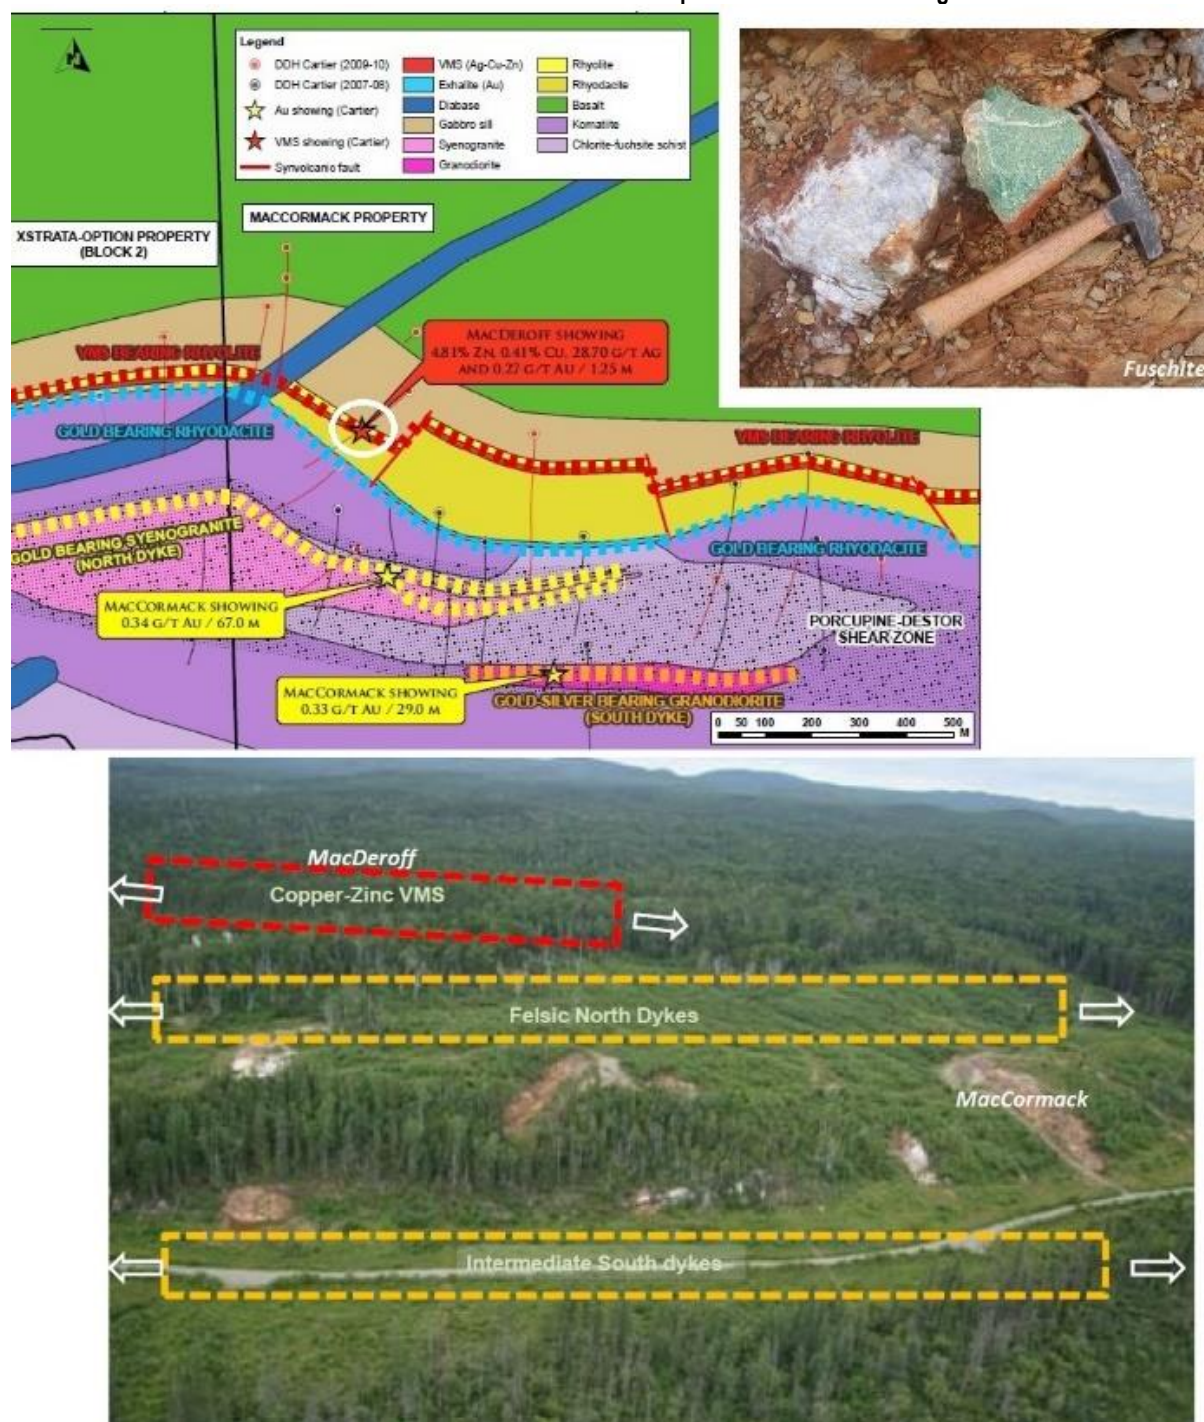 Legend
DDH Cartier (2009-10)
DDH Cartier (2007-08)
Au showing (Cartier)
VMS showing (Cartier)
Synvolcanic fault
VMS (Ag-Cu-Zn)
Exhalite (Au)
Diabase
Gabbro sill
Syenogranite
Granodiorite
Rhyolite
Rhyodacite
Basalt
Komatiite
Chlorite-fuchsite schist
XSTRATA-OPTION PROPERTY
(BLOCK 2)
MACCORMACK PROPERTY
MACDEROFF SHOWING
4.81% ZN, 0.41% CU, 28.70 G/T AG
AND 0.27 G/T AU / 1.25 M
VMS BEARING RHYOLITE
GOLD BEARING RHYODACITE
VMS BEARING RHYOLITE
GOLD BEARING RHYODACITE
GOLD BEARING SYENOGRANITE
(NORTH DYKE)
MACCORMACK SHOWING
0.34 G/T AU / 67.0 M
PORCUPINE-DESTOR
SHEAR ZONE
MACCORMACK SHOWING
0.33 G/T AU / 29.0 M
GOLD-SILVER BEARING GRANODIORITE
(SOUTH DYKE)
0 50 100 200 300 400 500
M
Fuschite
MacDeroff
Copper-Zinc VMS
Felsic North Dykes
MacCormack
Intermediate South dykes